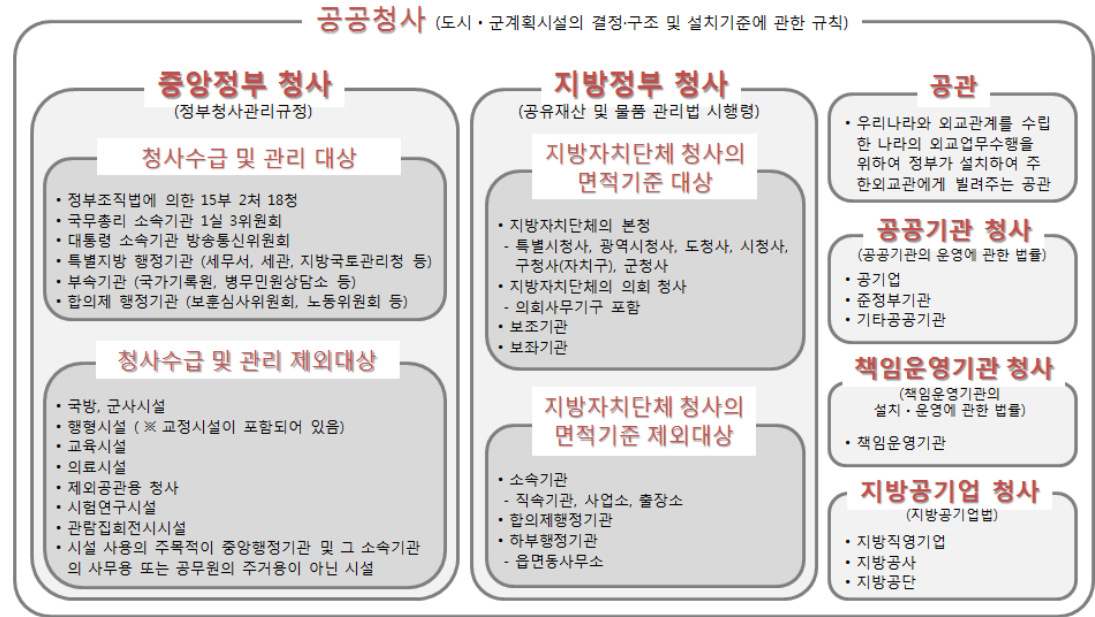 공공청사 (도시・군계획시설의 결정·구조 및 설치기준에 관한 규칙)
중앙정부 청사
(정부청사관리규정)
청사수급 및 관리 대상
• 정부조직법에 의한 15부 2처 18청
• 국무총리 소속기관 1실 3위원회
• 대통령 소속기관 방송통신위원회
• 특별지방 행정기관 (세무서, 세관, 지방국토관리청 등)
• 부속기관 (국가기록원, 병무민원상담소 등)
• 합의제 행정기관 (보훈심사위원회, 노동위원회 등)
청사수급 및 관리 제외대상
• 국방, 군사시설
• 행형시설 ( ※ 교정시설이 포함되어 있음)
• 교육시설
• 의료시설
• 제외공관용 청사
• 시험연구시설
• 관람집회전시시설
• 시설 사용의 주목적이 중앙행정기관 및 그 소속기관
의 사무용 또는 공무원의 주거용이 아닌 시설
지방정부 청사
(공유재산 및 물품 관리법 시행령)
지방자치단체 청사의
면적기준 대상
• 지방자치단체의 본청
- 특별시청사, 광역시청사, 도청사, 시청사,
구청사(자치구), 군청사
• 지방자치단체의 의회 청사
- 의회사무기구 포함
• 보조기관
• 보좌기관
지방자치단체 청사의
면적기준 제외대상
• 소속기관
- 직속기관, 사업소, 출장소
• 합의제행정기관
• 하부행정기관
- 읍면동사무소
공관
• 우리나라와 외교관계를 수립
한 나라의 외교업무수행을
위하여 정부가 설치하여 주
한외교관에게 빌려주는 공관
공공기관 청사
(공공기관의 운영에 관한 법률)
• 공기업
• 준정부기관
• 기타공공기관
책임운영기관 청사
(책임운영기관의
설치・운영에 관한 법률)
• 책임운영기관
지방공기업 청사
(지방공기업법)
• 지방직영기업
• 지방공사
• 지방공단